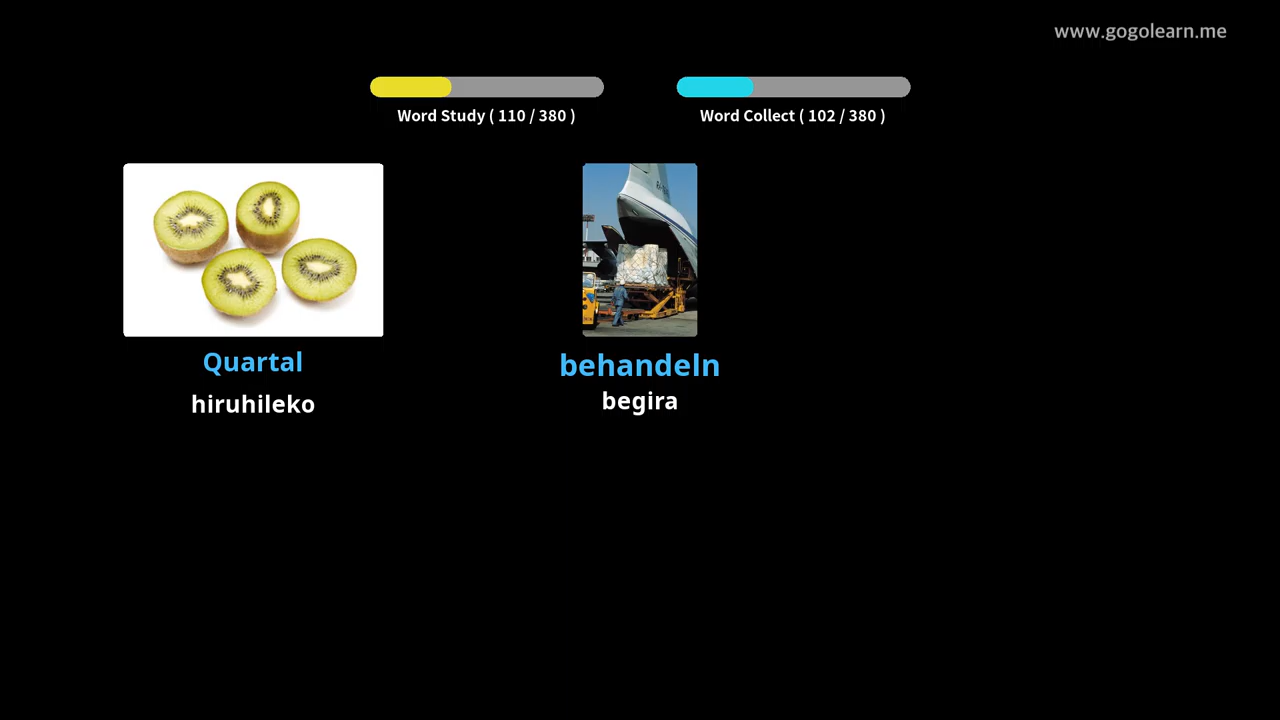 www.gogolearn.me
Word Study ( 110 / 380 )
Word Collect ( 102 / 380 )
Quartal
hiruhileko
behandeln
begira